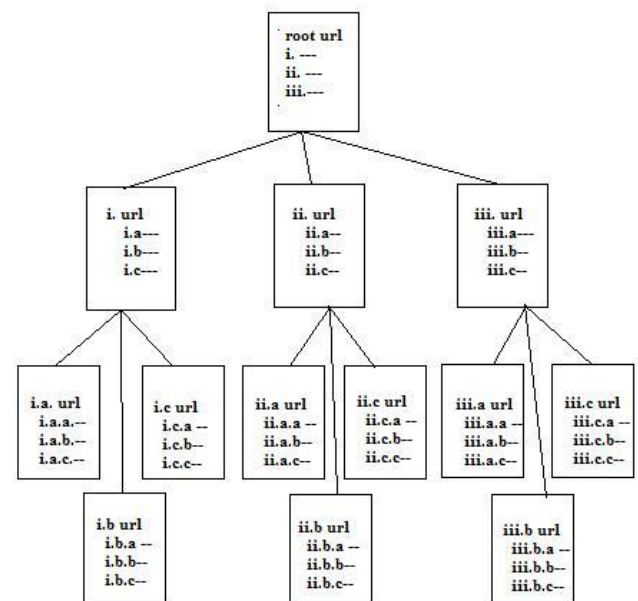 root url
i. ---
ii. ---
iii.---
i. url
i.a---
i.b---
i.c---
ii. url
ii.a--
ii.b--
ii.c--
iii. url
iii.a---
iii.b--
iii.c--
i.a. url
i.a.a.--
i.a.b.--
i.a.c.--
i.c url
i.c.a --
i.c.b--
i.c.c--
ii.a url
ii.a.a --
ii.a.b--
ii.a.c--
ii.c url
ii.c.a --
ii.c.b--
ii.c.c--
iii.a url
iii.a.a --
iii.a.b--
iii.a.c--
iii.c url
iii.c.a --
iii.c.b--
iii.c.c--
i.b url
i.b.a --
i.b.b--
i.b.c--
ii.b url
ii.b.a --
ii.b.b--
ii.b.c--
iii.b url
iii.b.a --
iii.b.b--
iii.b.c--